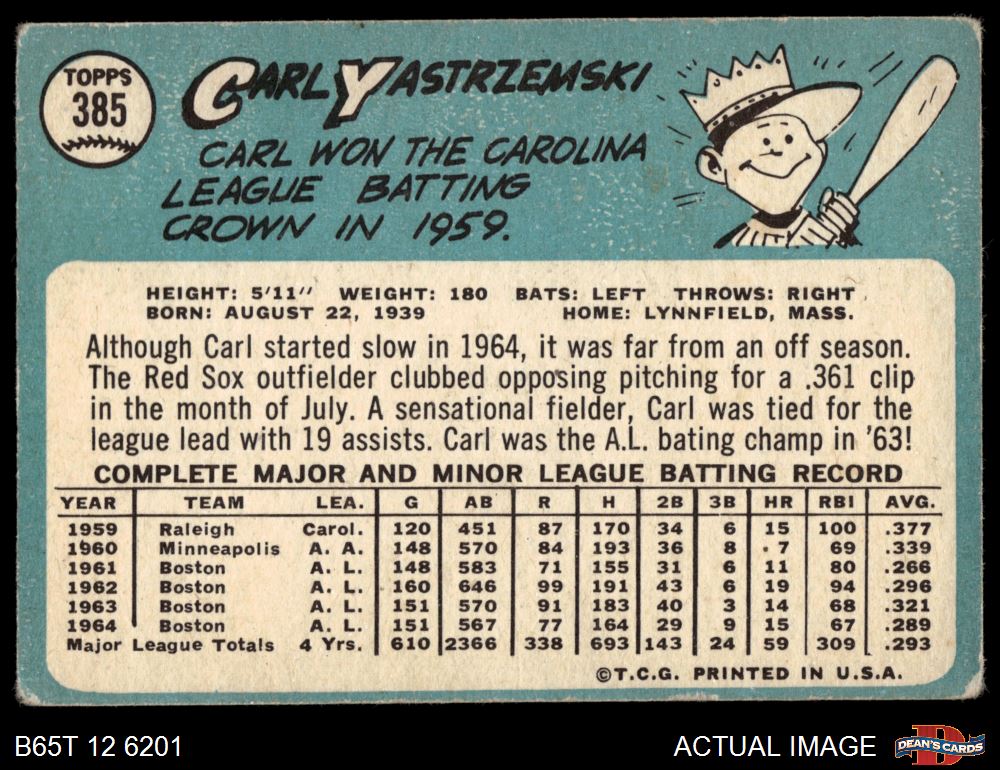 TOPPS
385
CARL YASTRZEMSKI
CARL WON THE CAROLINA
LEAGUE BATTING
CROWN IN 1959.
HEIGHT: 5'11" WEIGHT: 180 BATS: LEFT THROWS: RIGHT
BORN: AUGUST 22, 1939 HOME: LYNNFIELD, MASS.
Although Carl started slow in 1964, it was far from an off season.
The Red Sox outfielder clubbed opposing pitching for a .361 clip
in the month of July. A sensational fielder, Carl was tied for the
league lead with 19 assists. Carl was the A.L. bating champ in '63!
COMPLETE MAJOR AND MINOR LEAGUE BATTING RECORD
YEAR TEAM LEA. G AB R H 2B 3B HR RBI AVG.
1959 Raleigh Carol. 120 451 87 170 34 6 15 100 .377
1960 Minneapolis A. A. 148 570 84 193 36 8 7 69 .339
1961 Boston A. L. 148 583 71 155 31 6 11 80 .266
1962 Boston A. L. 160 646 99 191 43 6 19 94 .296
1963 Boston A. L. 151 570 91 183 40 3 14 68 .321
1964 Boston A. L. 151 567 77 164 29 9 15 67 .289
Major League Totals 4 Yrs. 610 2366 338 693 143 24 59 309 .293
©T.C.G. PRINTED IN U.S.A.
B65T 12 6201
ACTUAL IMAGE
DEAN'S CARDS